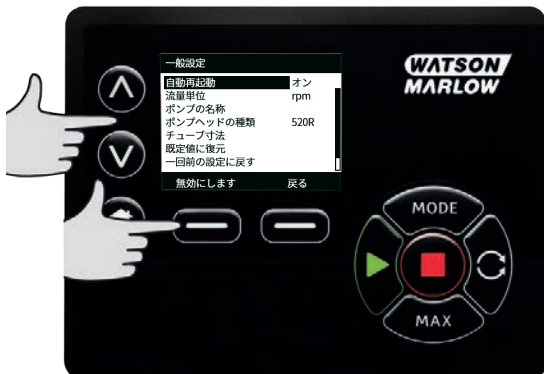 一般設定
自動再起動 オン
流量単位 rpm
ポンプの名称
ポンプヘッドの種類 520R
チューブ寸法
既定値に復元
一回前の設定に戻す
無効にします 戻る
WATSON
MARLOW
MODE
MAX